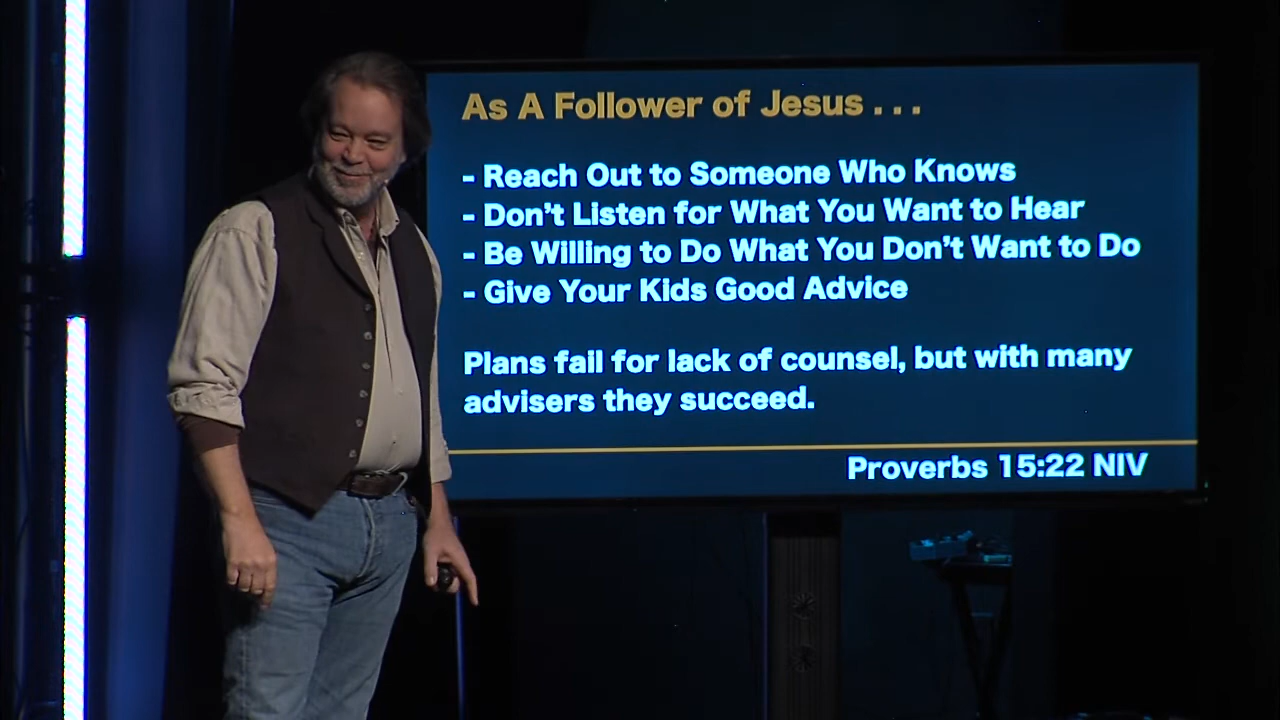 As A Follower of Jesus . . .
- Reach Out to Someone Who Knows
- Don’t Listen for What You Want to Hear
- Be Willing to Do What You Don’t Want to Do
- Give Your Kids Good Advice
Plans fail for lack of counsel, but with many
advisers they succeed.
Proverbs 15:22 NIV